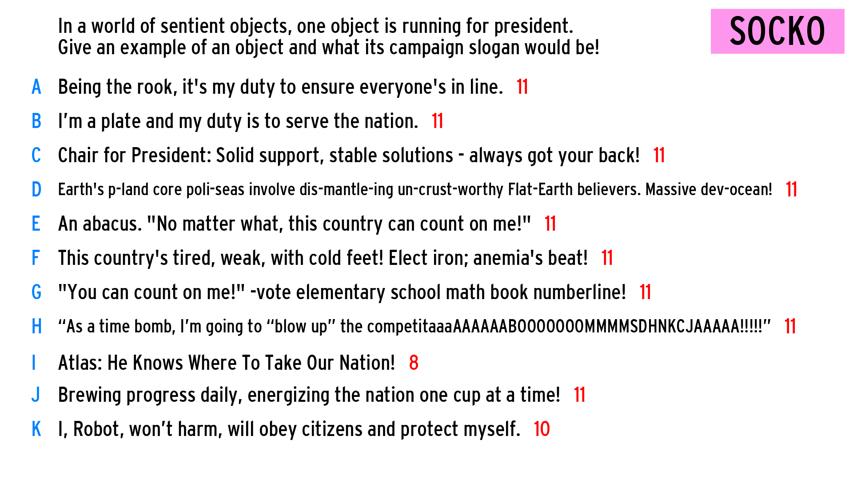 In a world of sentient objects, one object is running for president.
Give an example of an object and what its campaign slogan would be!
SOCKO
A Being the rook, it's my duty to ensure everyone's in line. 11
B I'm a plate and my duty is to serve the nation. 11
C Chair for President: Solid support, stable solutions - always got your back! 11
D Earth's p-land core poli-seas involve dis-mantle-ing un-crust-worthy Flat-Earth believers. Massive dev-ocean! 11
E An abacus. "No matter what, this country can count on me!" 11
F This country's tired, weak, with cold feet! Elect iron; anemia's beat! 11
G "You can count on me!" -vote elementary school math book numberline! 11
H “As a time bomb, I’m going to “blow up” the competitaaaAAAAAABOOOOOOOMMMMSDHNKCJAAAAA!!!!!” 11
I Atlas: He Knows Where To Take Our Nation! 8
J Brewing progress daily, energizing the nation one cup at a time! 11
K I, Robot, won’t harm, will obey citizens and protect myself. 10